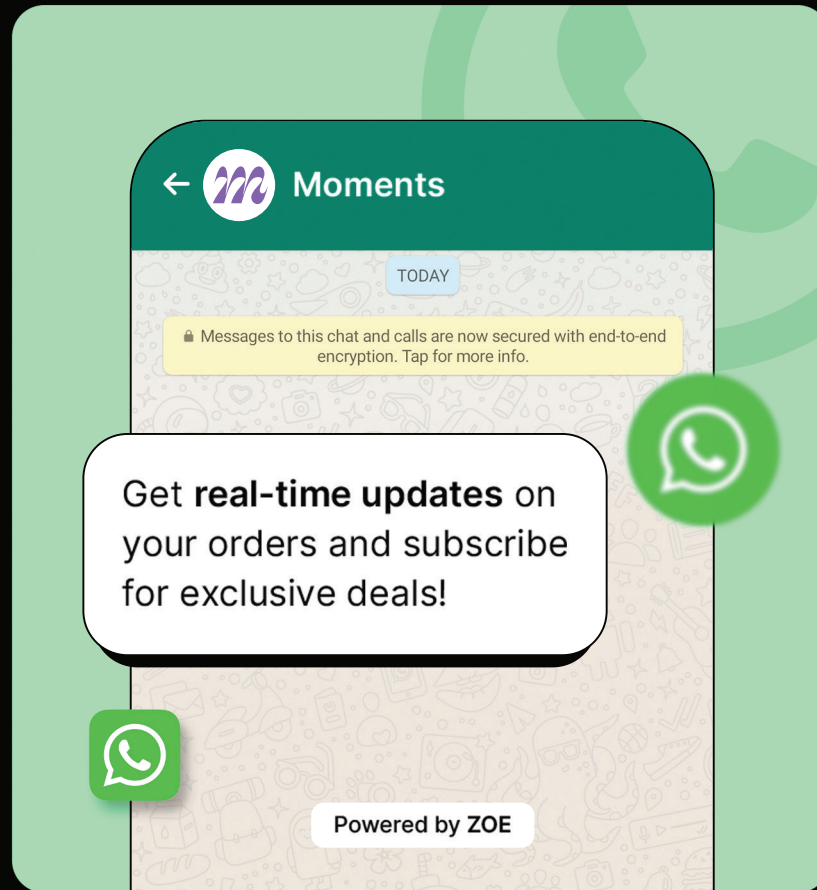 Moments
TODAY
Messages to this chat and calls are now secured with end-to-end
encryption. Tap for more info.
Get real-time updates on
your orders and subscribe
for exclusive deals!
Powered by ZOE